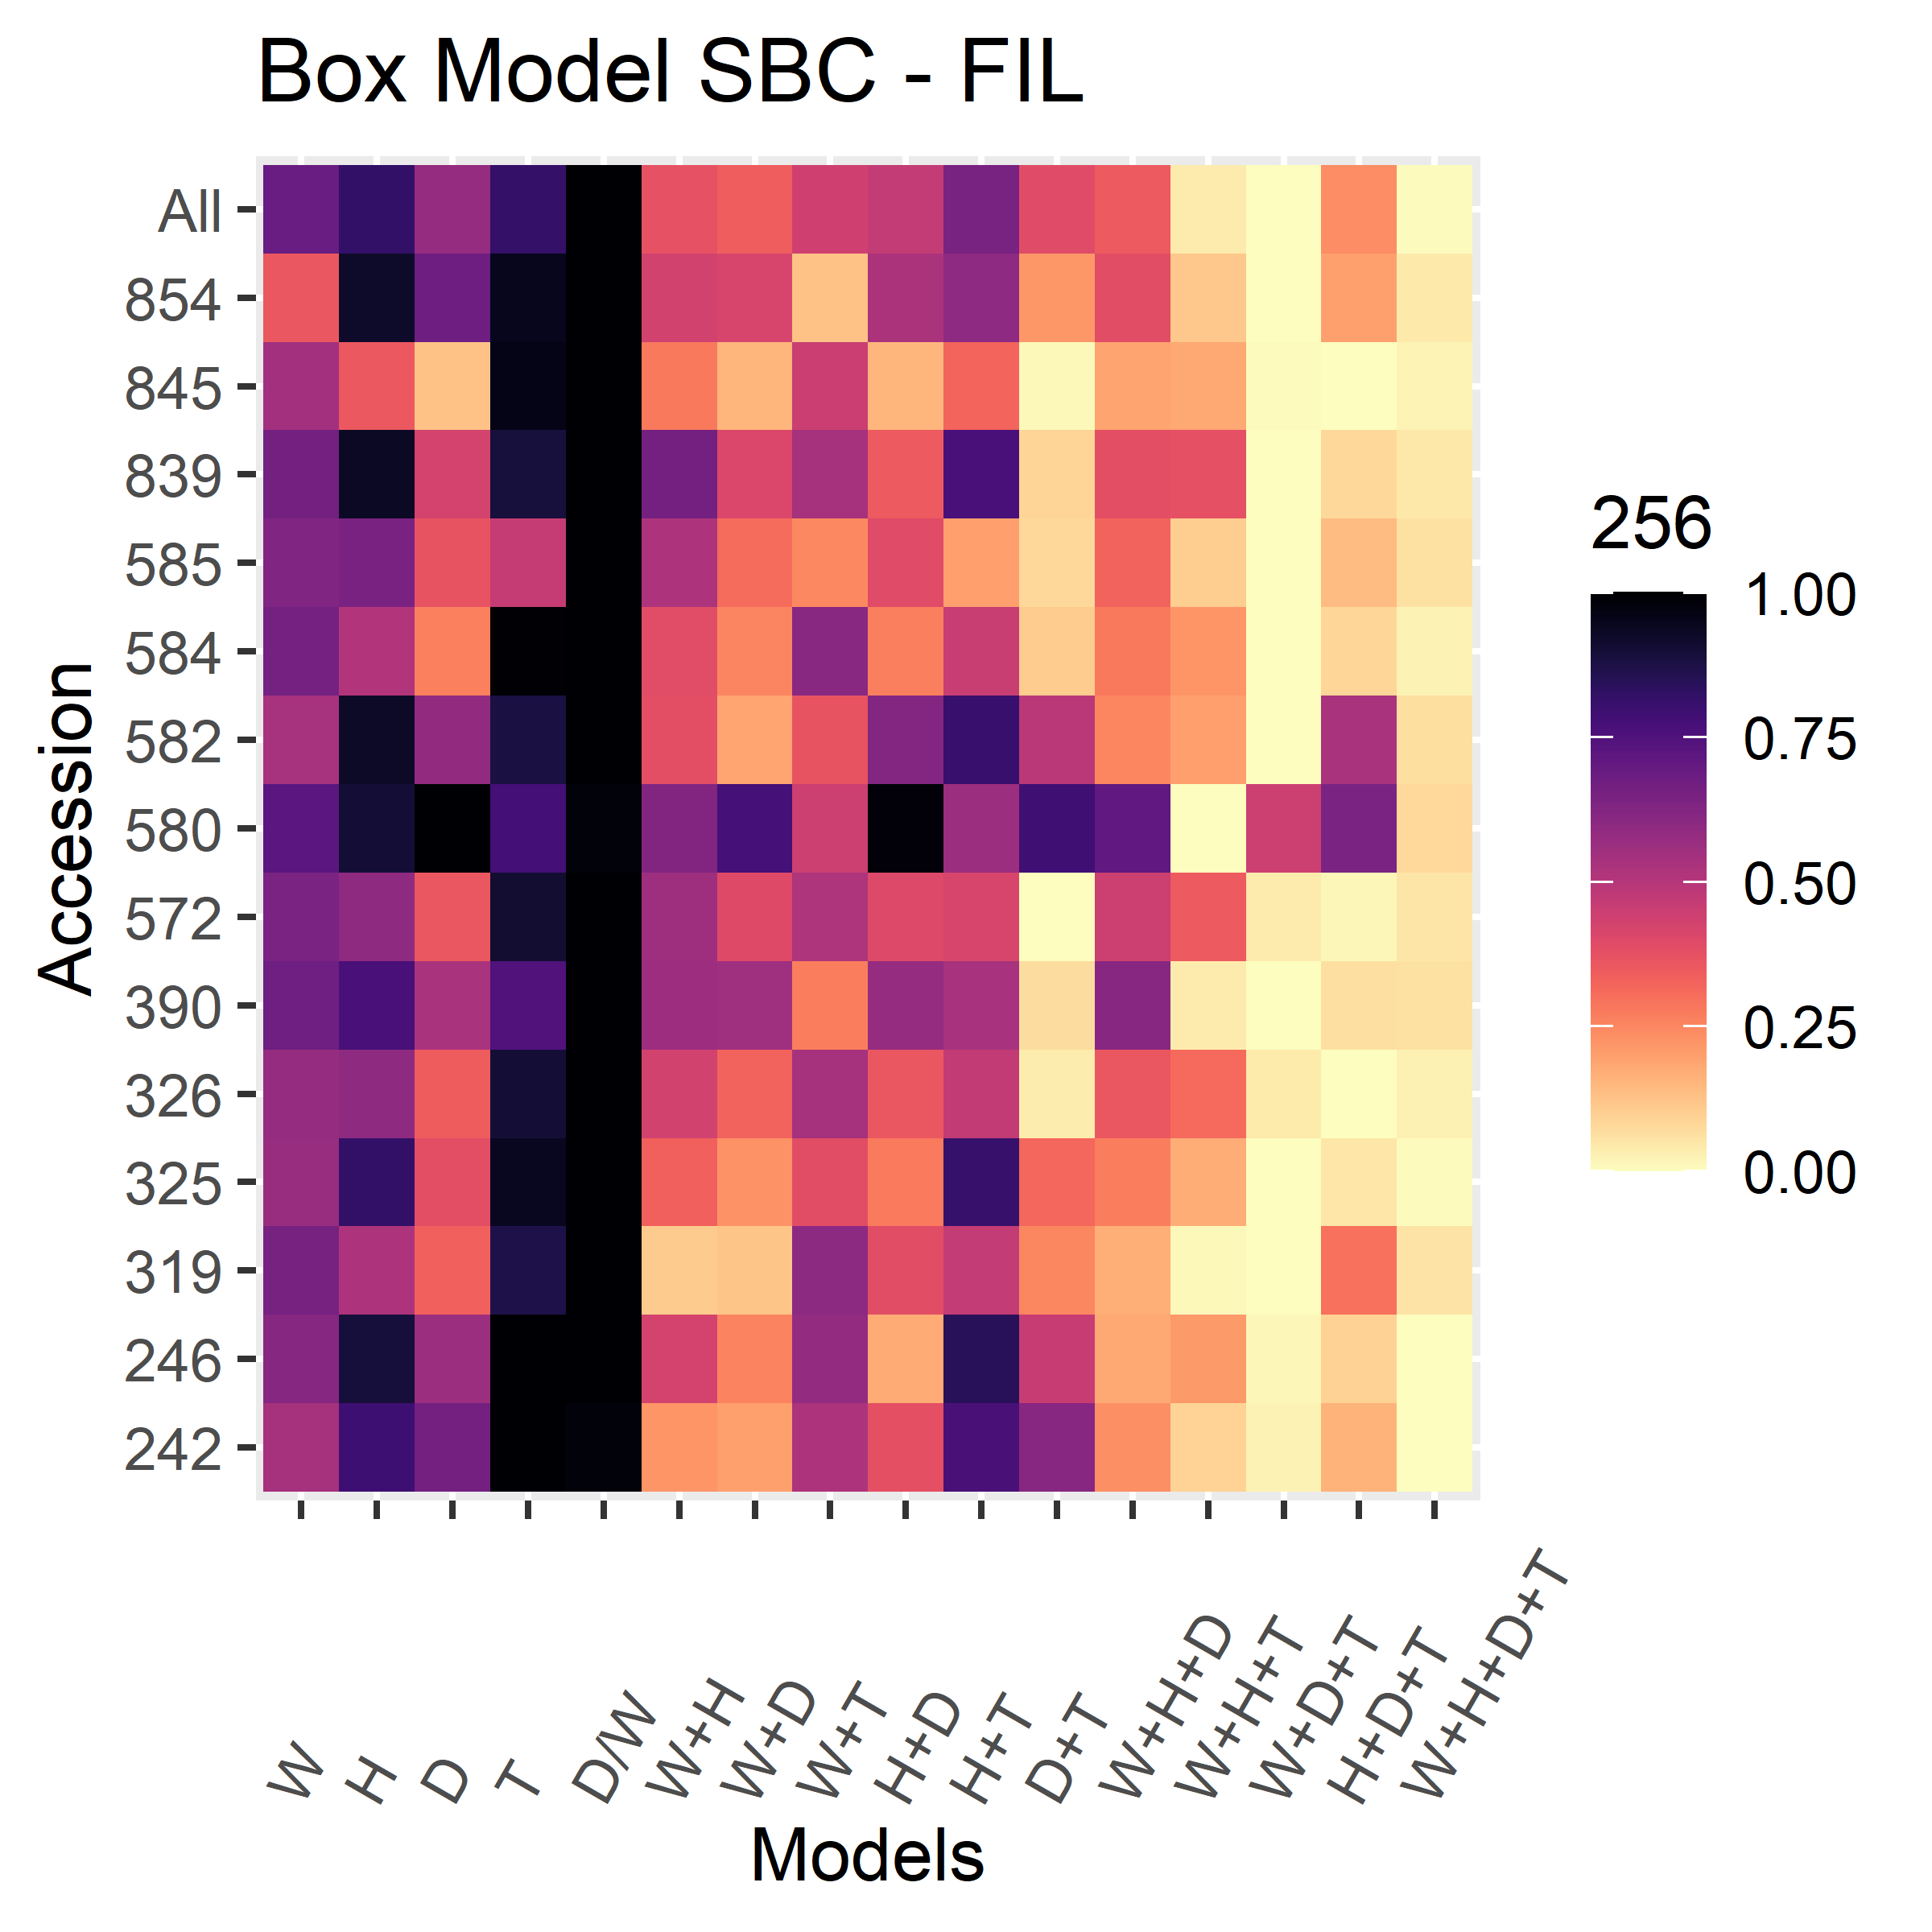 Box Model SBC - FIL
Accession
All
854
845
839
585
584
582
580
572
390
326
325
319
246
242
256
1.00
0.75
0.50
0.25
0.00
W
H
D
T
D/W
W+H
W+D
W+T
H+D
H+T
D+T
W+H+D
W+H+T
W+D+T
H+D+T
W+H+D+T
Models